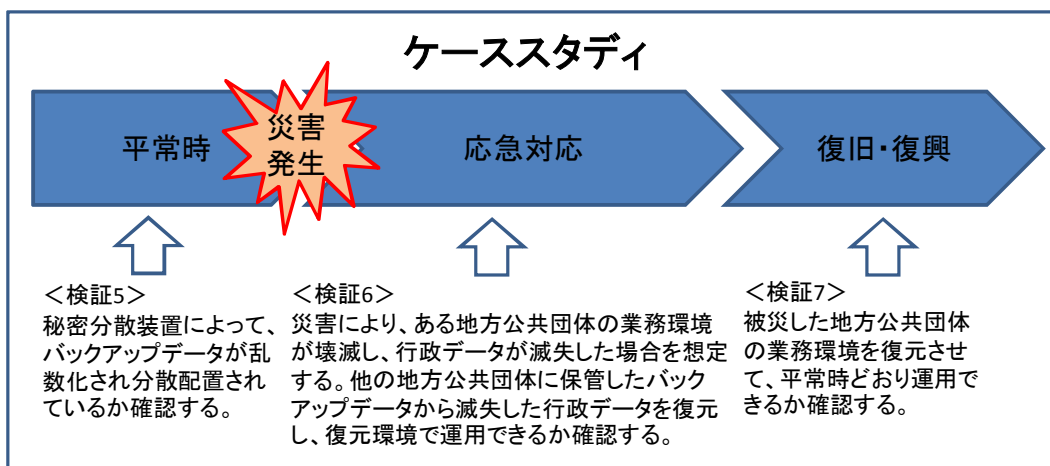 ケーススタディ
平常時
災害
発生
応急対応
復旧・復興
＜検証5＞
秘密分散装置によって、
バックアップデータが乱
数化され分散配置され
ているか確認する。
＜検証6＞
災害により、ある地方公共団体の業務環境
が壊滅し、行政データが滅失した場合を想定
する。他の地方公共団体に保管したバック
アップデータから滅失した行政データを復元
し、復元環境で運用できるか確認する。
＜検証7＞
被災した地方公共団体
の業務環境を復元させ
て、平常時どおり運用で
きるか確認する。